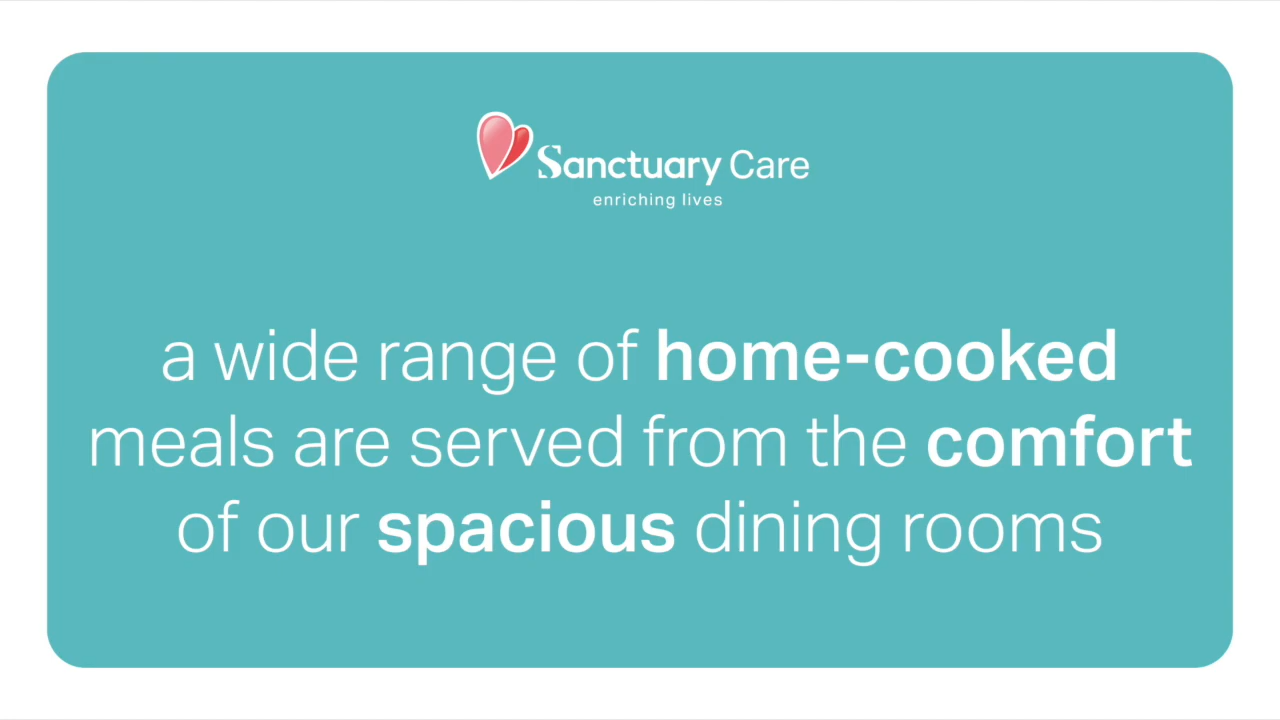 Sanctuary Care
enriching lives
a wide range of home-cooked
meals are served from the comfort
of our spacious dining rooms